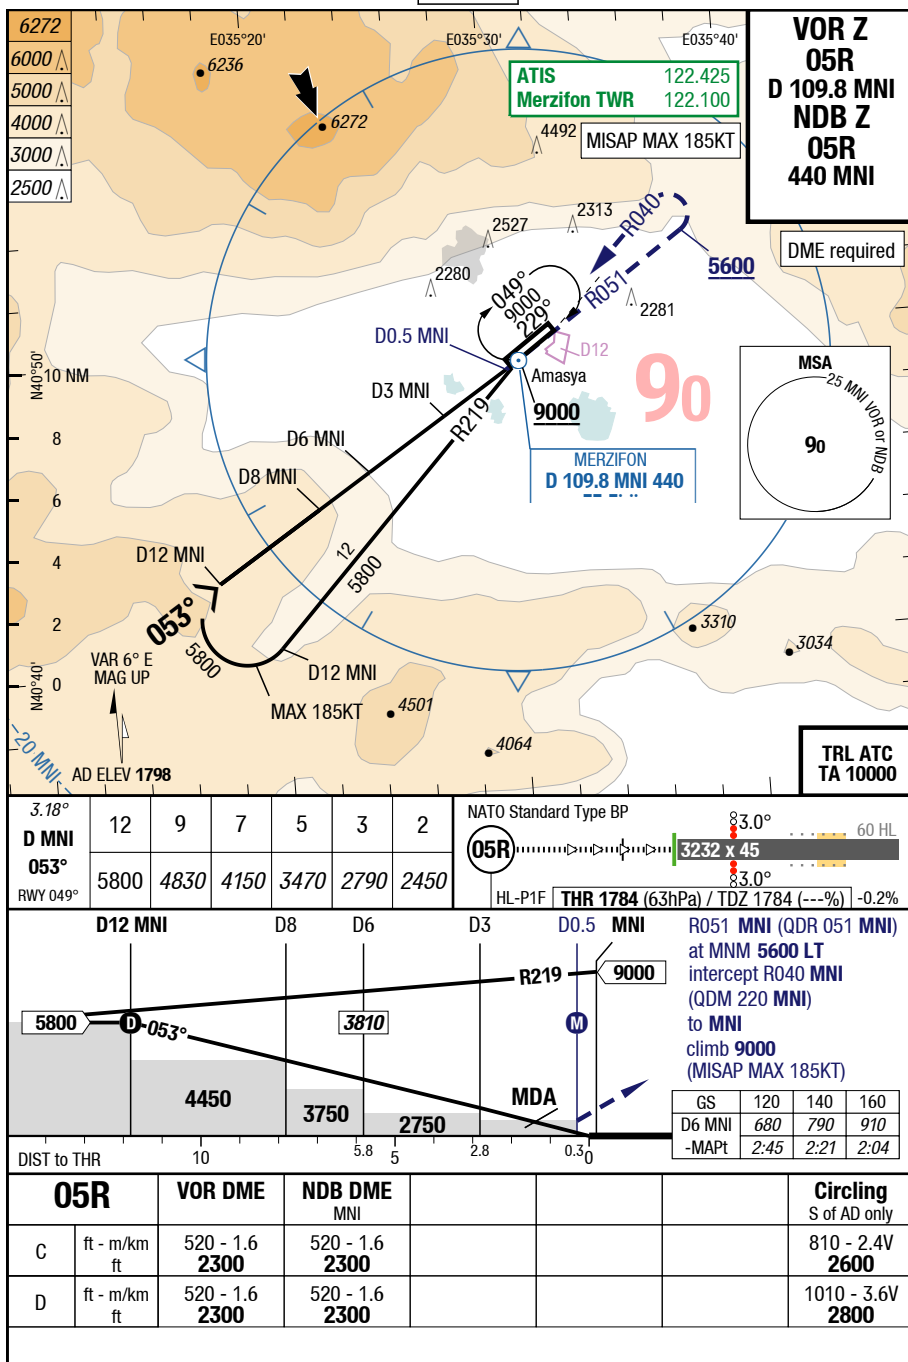 6272
6000
5000
4000
3000
2500
E035°20'
E035°30'
E035°40'
6236
6272
ATIS 122.425
Merzifon TWR 122.100
4492
MISAP MAX 185KT
VOR Z
05R
D 109.8 MNI
NDB Z
05R
440 MNI
DME required
2527
2313
2280
2281
R040
R051
5600
049°
9000
229°
D0.5 MNI
D12
Amasya
9000
90
N40°50'
10 NM
8
6
4
2
0
N40°40'
D3 MNI
D6 MNI
D8 MNI
D12 MNI
R219
12
5800
MERZIFON
D 109.8 MNI 440
MSA
25 MNI VOR or NDB
90
053°
5800
D12 MNI
MAX 185KT
3310
3034
4501
4064
VAR 6° E
MAG UP
20 MNI
AD ELEV 1798
TRL ATC
TA 10000
3.18°
D MNI 12 9 7 5 3 2
053°
5800 4830 4150 3470 2790 2450
RWY 049°
NATO Standard Type BP
05R
3.0°
60 HL
3232 x 45
3.0°
HL-P1F THR 1784 (63hPa) / TDZ 1784 (---%) -0.2%
D12 MNI D8 D6 D3 D0.5 MNI
R219
9000
5800
D
053°
3810
M
4450
3750
2750
MDA
DIST to THR 10 5.8 5 2.8 0.3 0
R051 MNI (QDR 051 MNI)
at MNM 5600 LT
intercept R040 MNI
(QDM 220 MNI)
to MNI
climb 9000
(MISAP MAX 185KT)
GS 120 140 160
D6 MNI 680 790 910
-MAPt 2:45 2:21 2:04
05R VOR DME NDB DME Circling
MNI S of AD only
C ft - m/km 520 - 1.6 520 - 1.6 810 - 2.4V
ft 2300 2300 2600
D ft - m/km 520 - 1.6 520 - 1.6 1010 - 3.6V
ft 2300 2300 2800